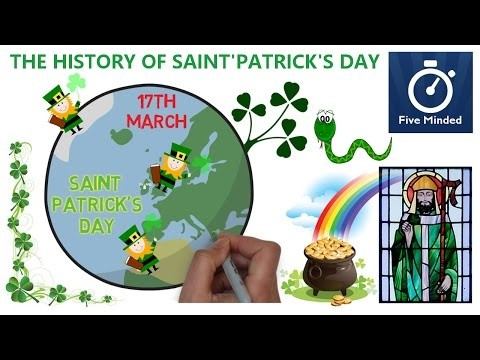 THE HISTORY OF SAINT'PATRICK'S DAY
17TH
MARCH
SAINT
PATRICK'S
DAY
Five Minded